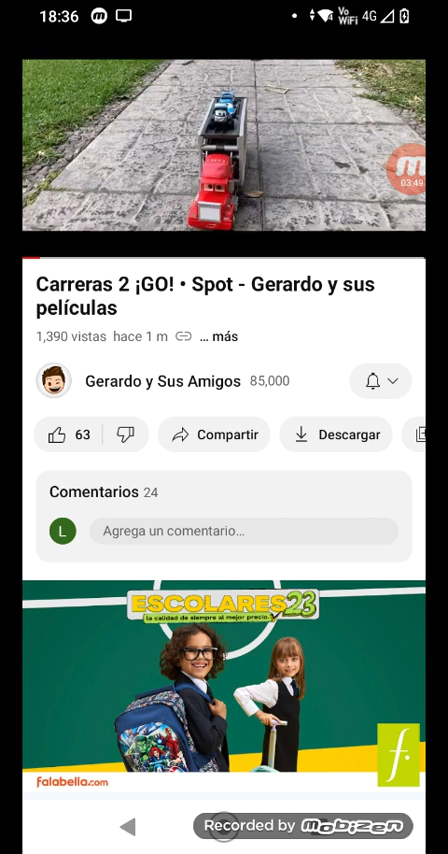 18:36 Vo WiFi 4G
03:49
Carreras 2 ¡GO! • Spot - Gerardo y sus
películas
1,390 vistas hace 1 m ... más
Gerardo y Sus Amigos 85,000
63 Compartir Descargar
Comentarios 24
L Agrega un comentario...
ESCOLARES23
la calidad de siempre al mejor precio.
falabella.com f.
Recorded by mobizen